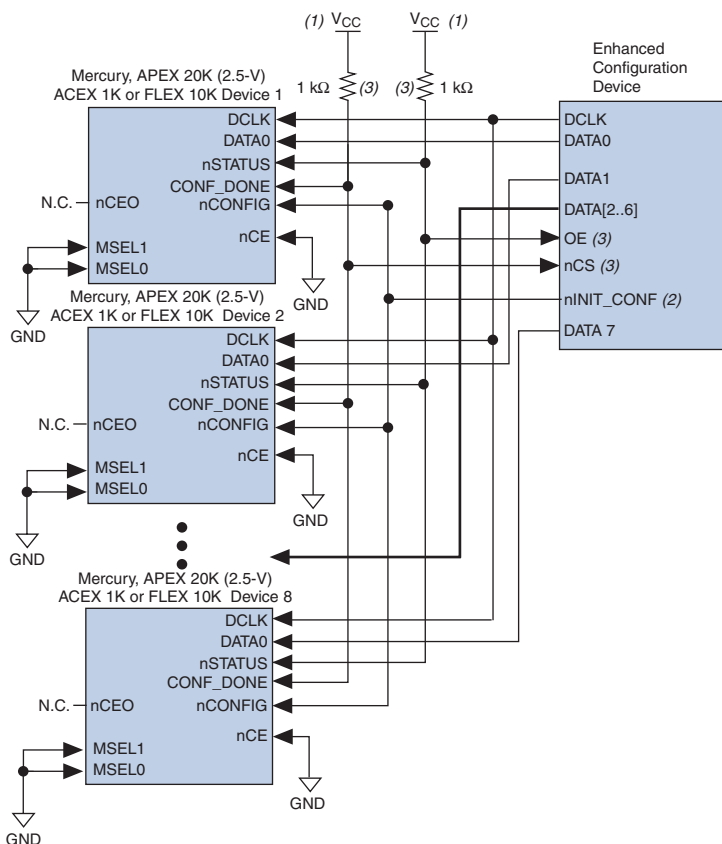 (1) VCC
VCC (1)
1 kΩ (3)
(3) 1 kΩ
Enhanced
Configuration
Device
DCLK
DATA0
DATA1
DATA[2..6]
OE (3)
nCS (3)
nINIT_CONF (2)
DATA 7
Mercury, APEX 20K (2.5-V)
ACEX 1K or FLEX 10K Device 1
DCLK
DATA0
nSTATUS
CONF_DONE
nCONFIG
N.C. nCEO
nCE
MSEL1
MSEL0
GND
GND
Mercury, APEX 20K (2.5-V)
ACEX 1K or FLEX 10K Device 2
DCLK
DATA0
nSTATUS
CONF_DONE
nCONFIG
N.C. nCEO
nCE
MSEL1
MSEL0
GND
GND
Mercury, APEX 20K (2.5-V)
ACEX 1K or FLEX 10K Device 8
DCLK
DATA0
nSTATUS
CONF_DONE
nCONFIG
N.C. nCEO
nCE
MSEL1
MSEL0
GND
GND